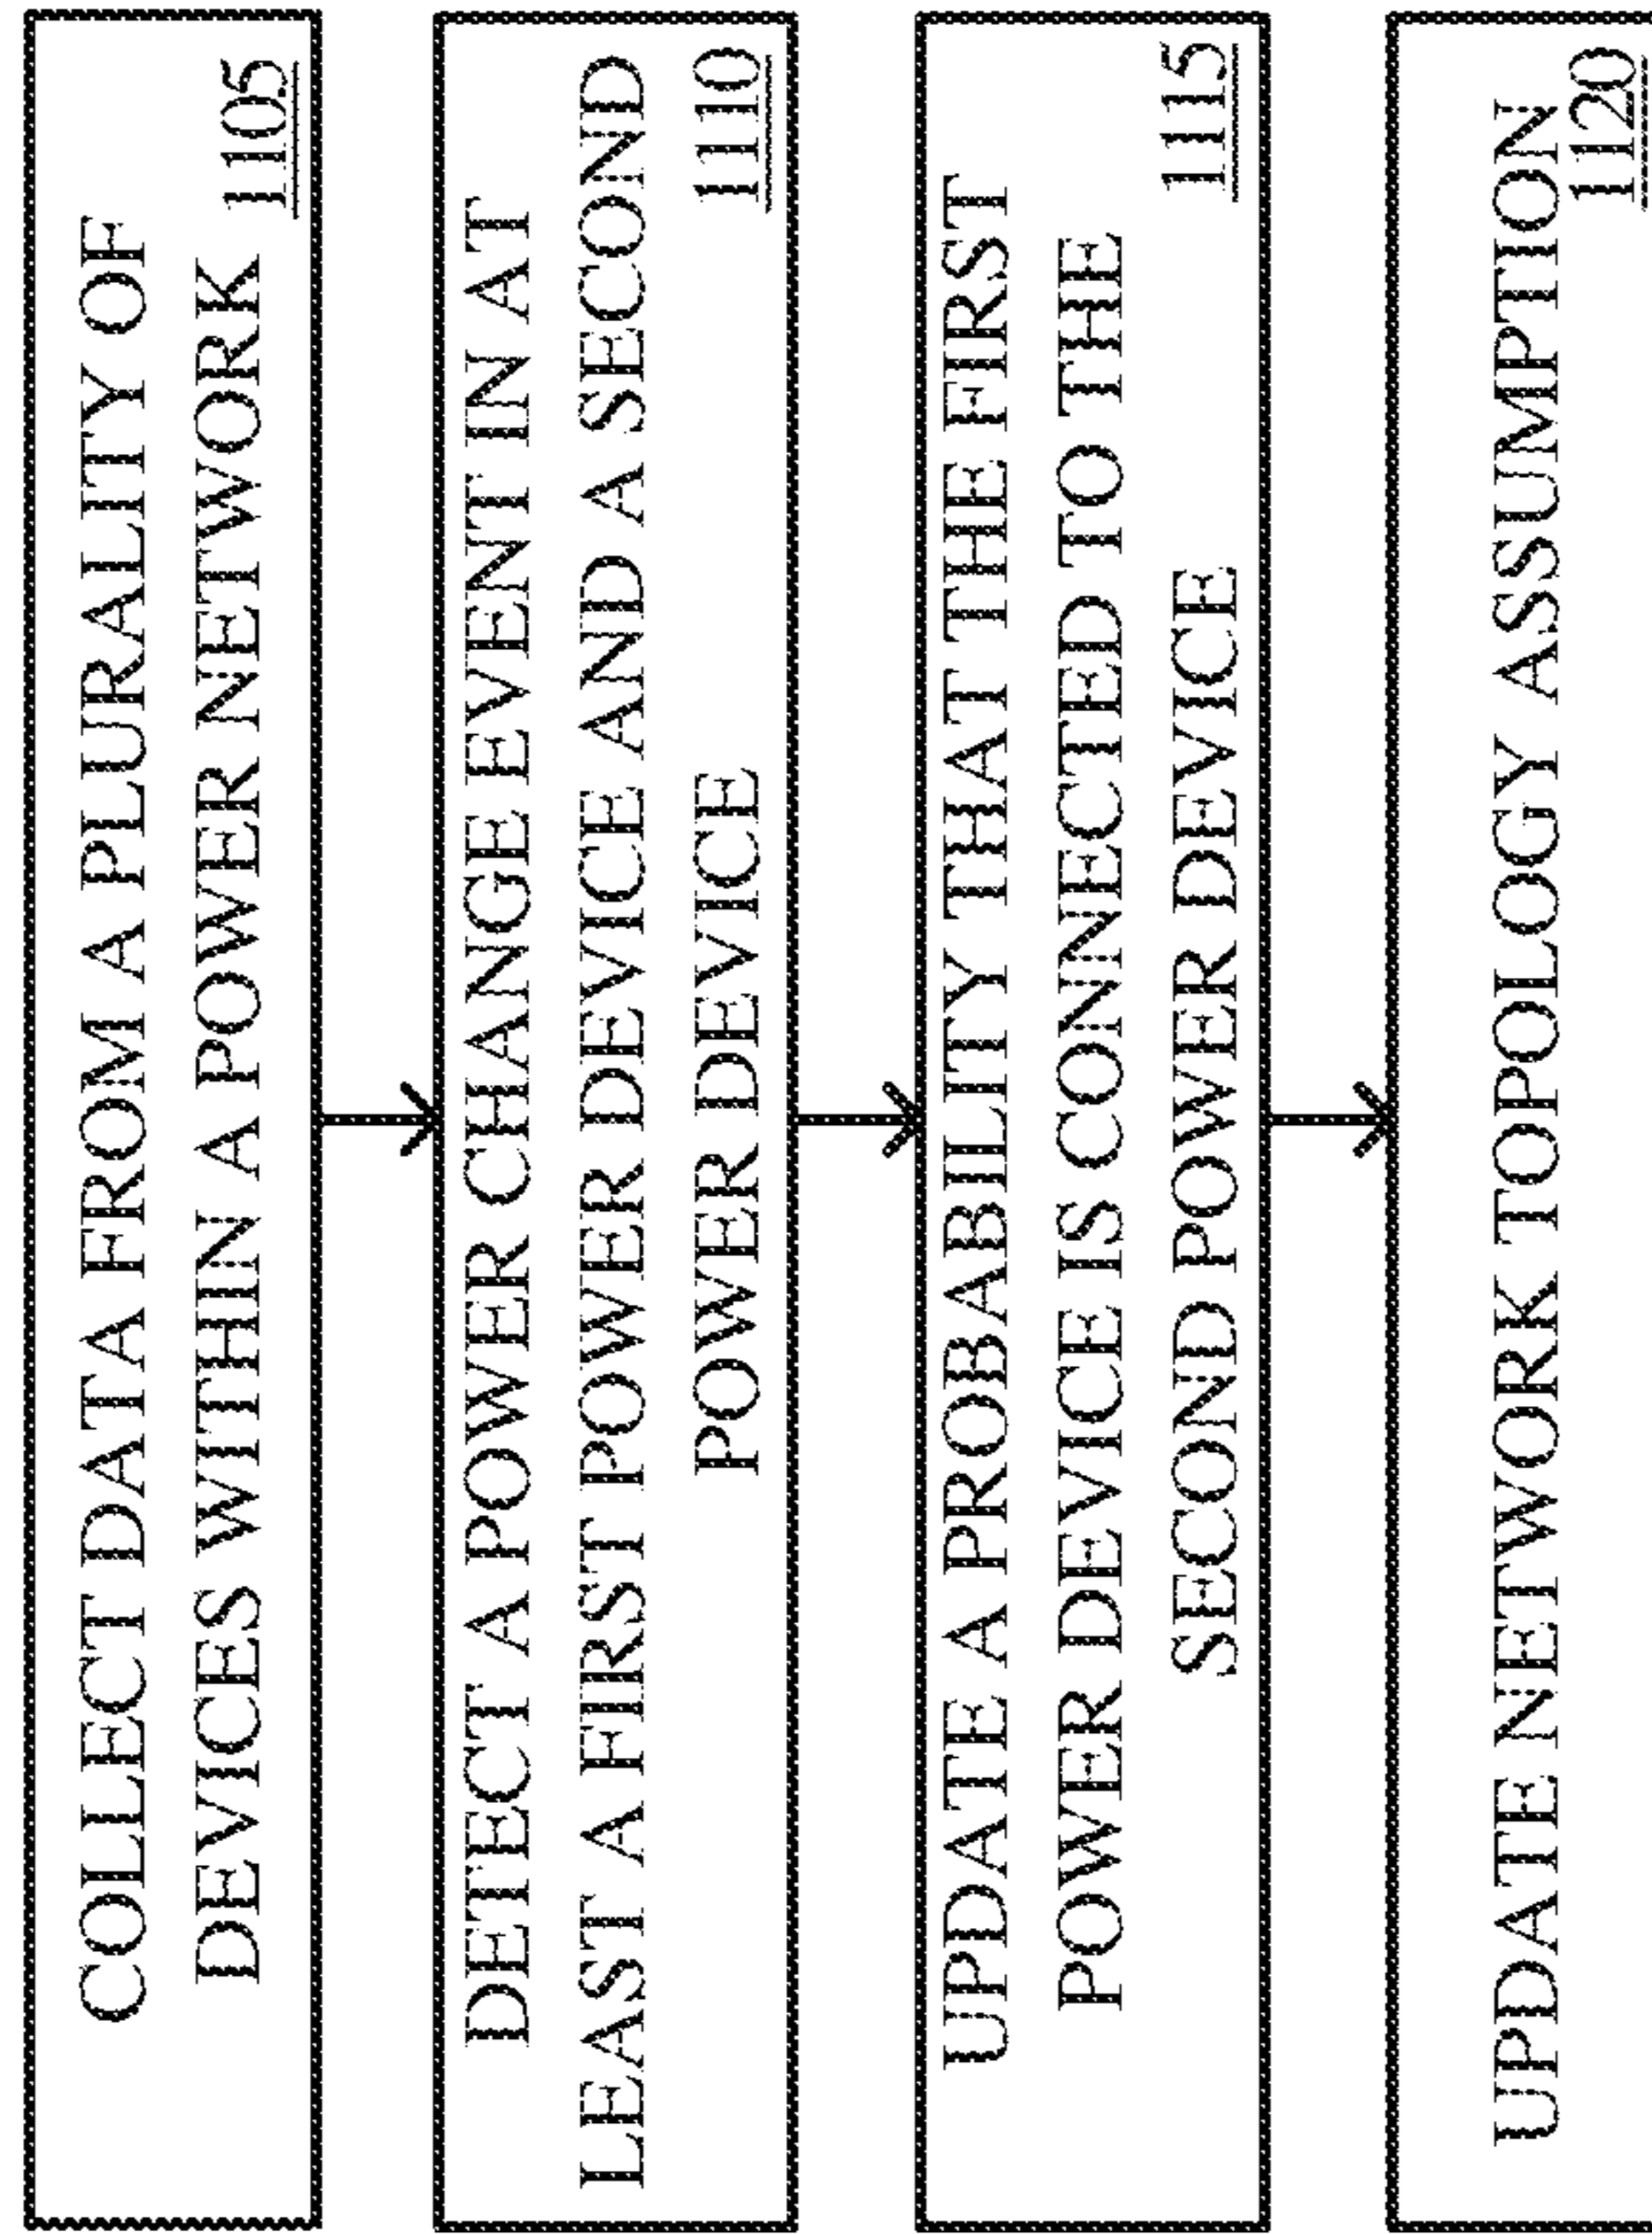 COLLECT DATA FROM A PLURALITY OF
DEVICES WITHIN A POWER NETWORK
1105
DETECT A POWER CHANGE EVENT IN AT
LEAST A FIRST POWER DEVICE AND A SECOND
POWER DEVICE
1110
UPDATE A PROBABILITY THAT THE FIRST
POWER DEVICE IS CONNECTED TO THE
SECOND POWER DEVICE
1115
UPDATE NETWORK TOPOLOGY ASSUMPTION
1120